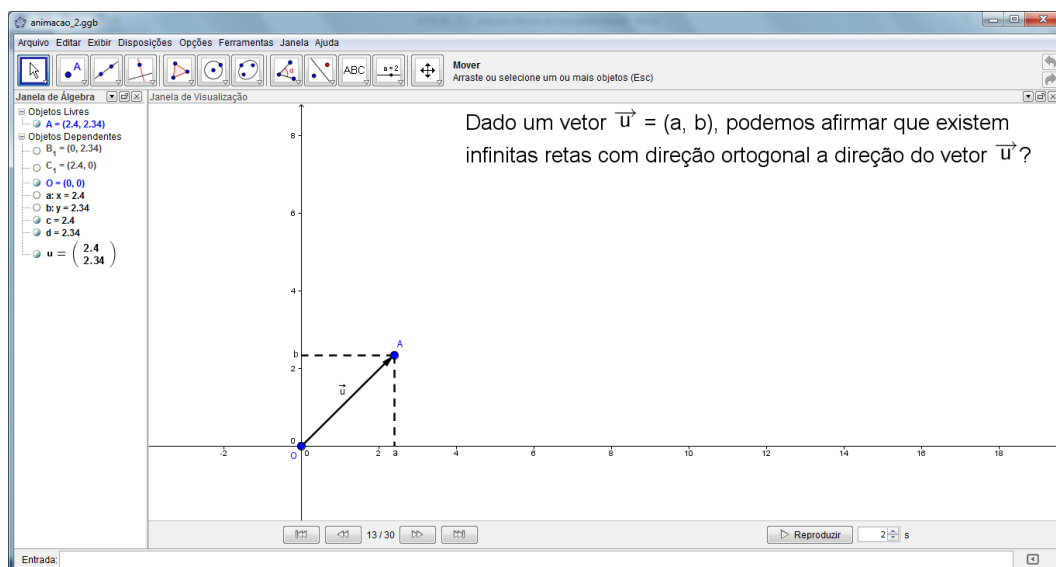 animacao_2.ggb
Arquivo Editar Exibir Disposições Opções Ferramentas Janela Ajuda
A
α
ABC
a=2
Mover
Arraste ou selecione um ou mais objetos (Esc)
Janela de Álgebra
Janela de Visualização
Objetos Livres
A = (2.4, 2.34)
Objetos Dependentes
B₁ = (0, 2.34)
C₁ = (2.4, 0)
O = (0, 0)
a: x = 2.4
b: y = 2.34
c = 2.4
d = 2.34
u = ( 2.4
2.34 )
Dado um vetor u⃗ = (a, b), podemos afirmar que existem
infinitas retas com direção ortogonal a direção do vetor u⃗?
8
6
4
A
b
2
u⃗
0
O
-2 0 2 a 4 6 8 10 12 14 16 18
13 / 30
Reproduzir 2 s
Entrada: